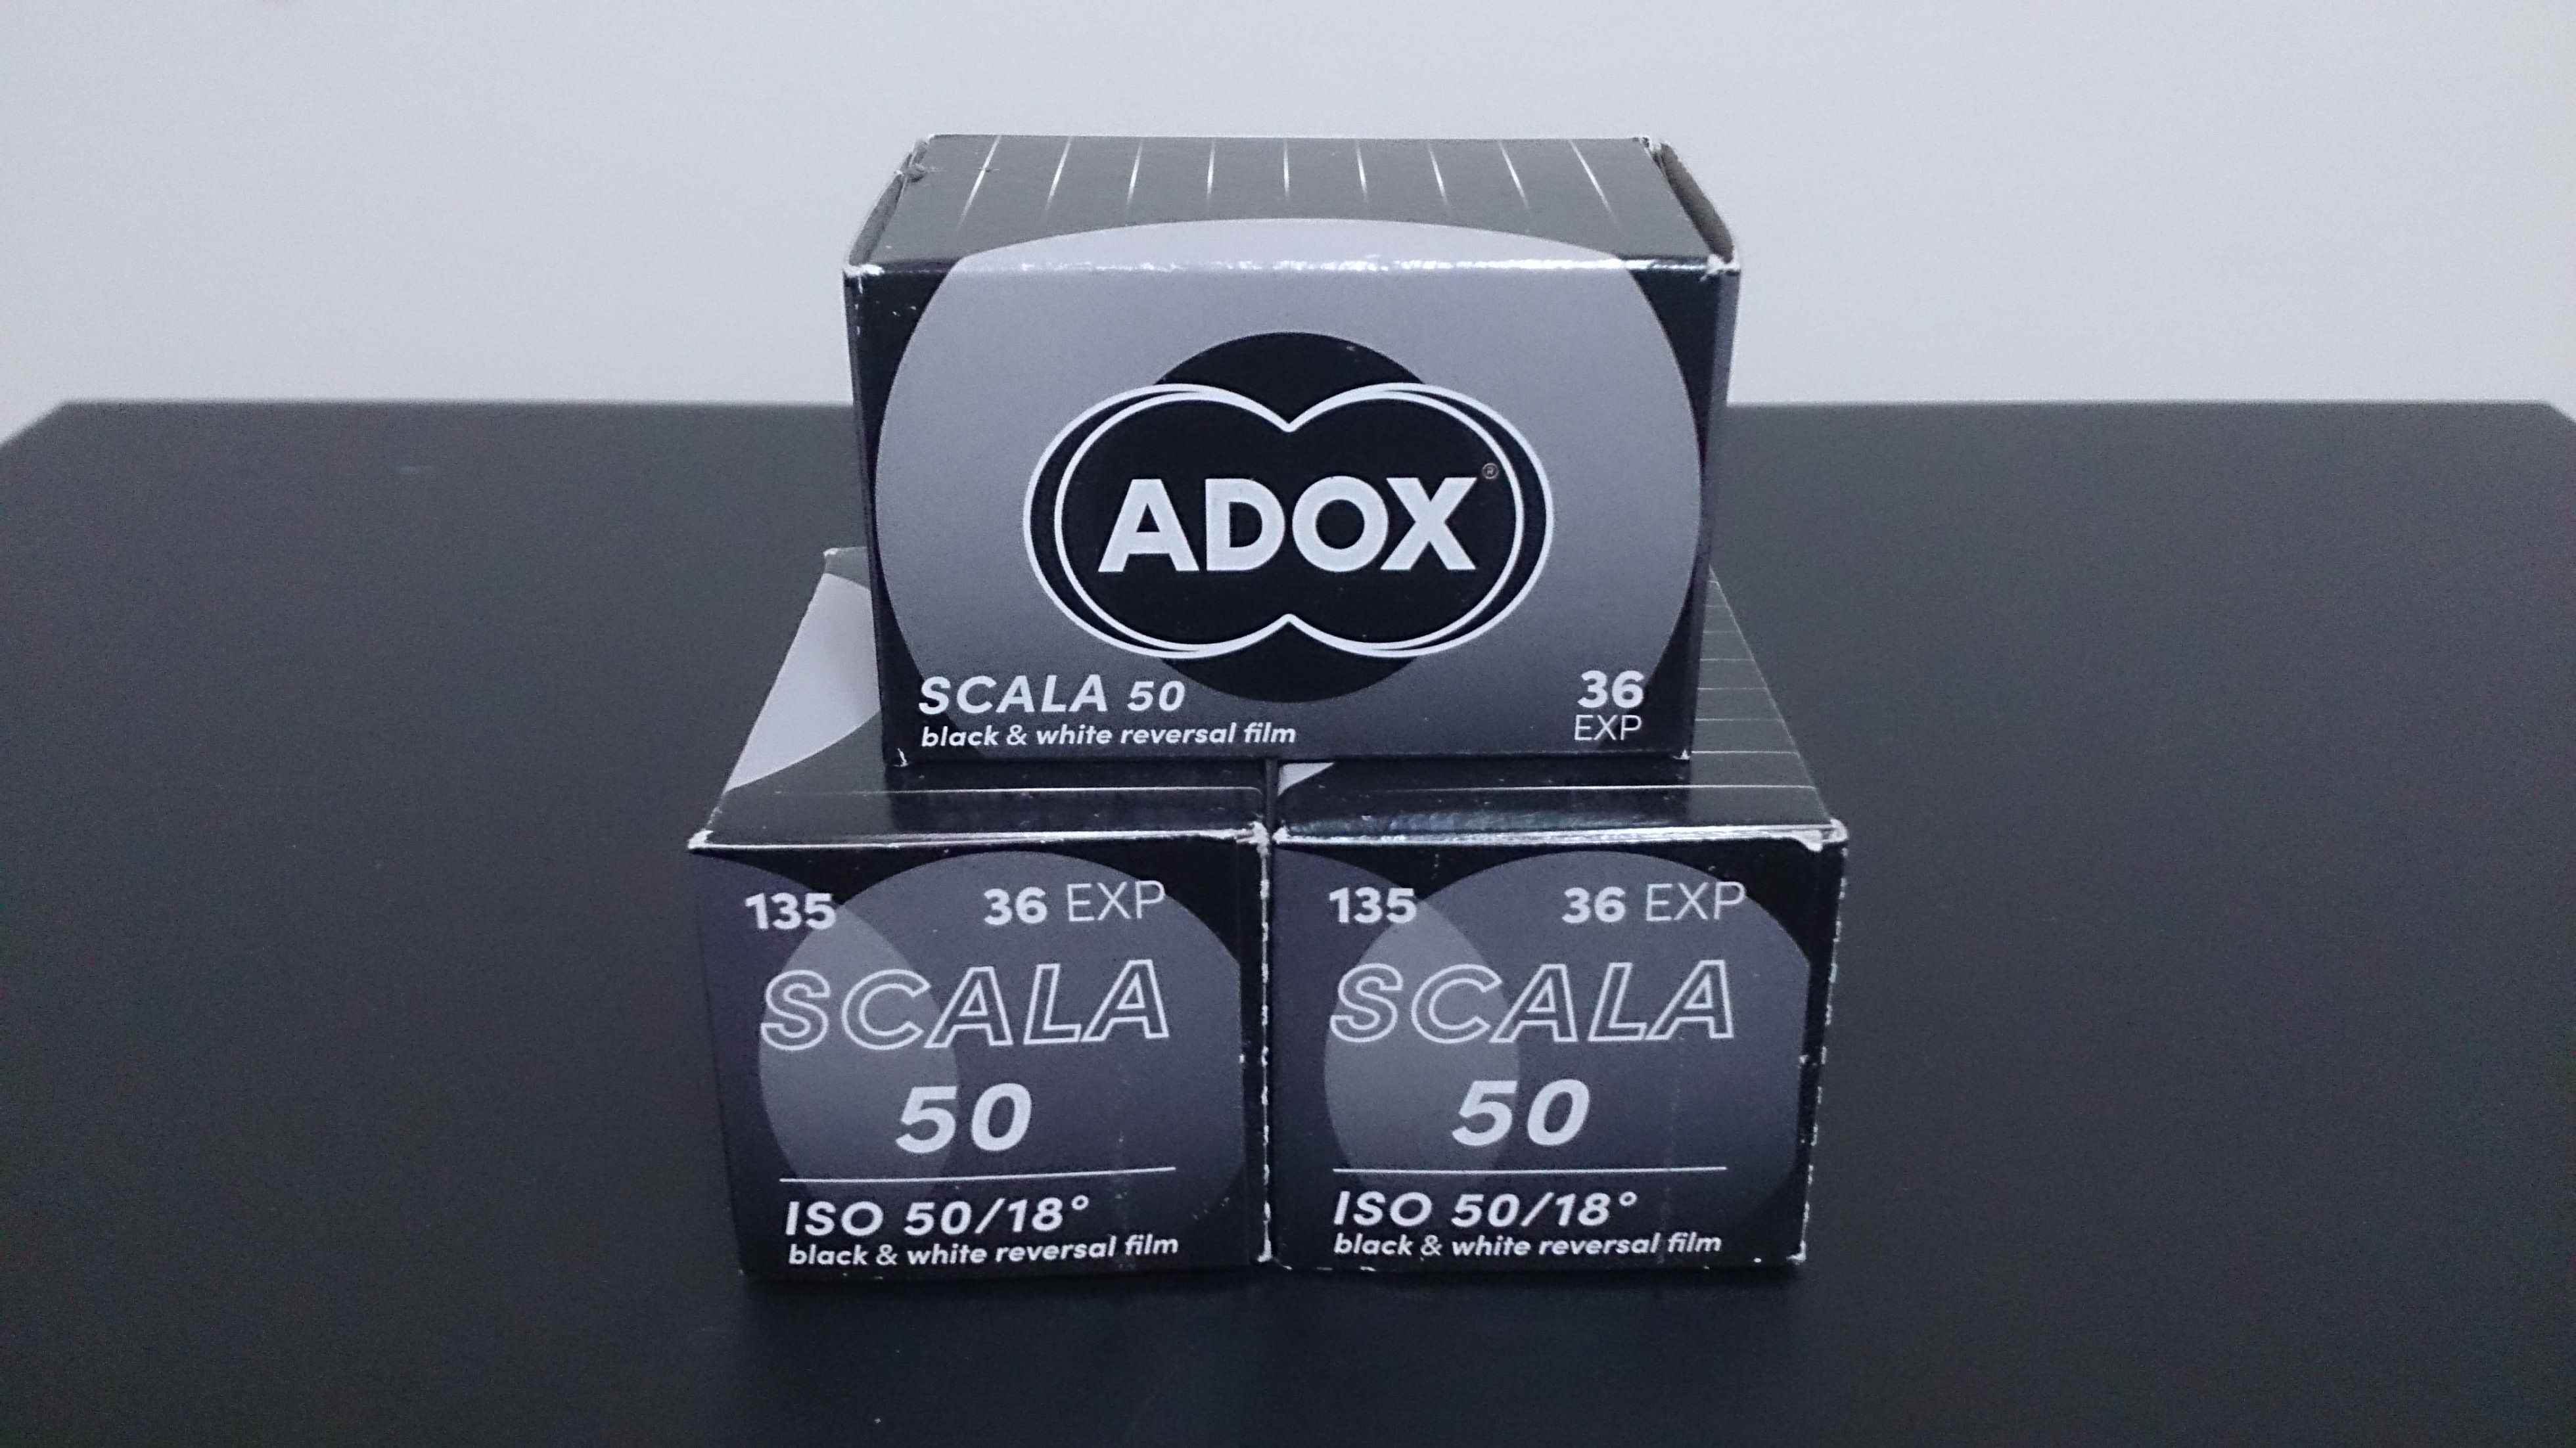 ADOX®
SCALA 50
black & white reversal film
36
EXP
135 36 EXP
SCALA
50
ISO 50/18°
black & white reversal film
135 36 EXP
SCALA
50
ISO 50/18°
black & white reversal film